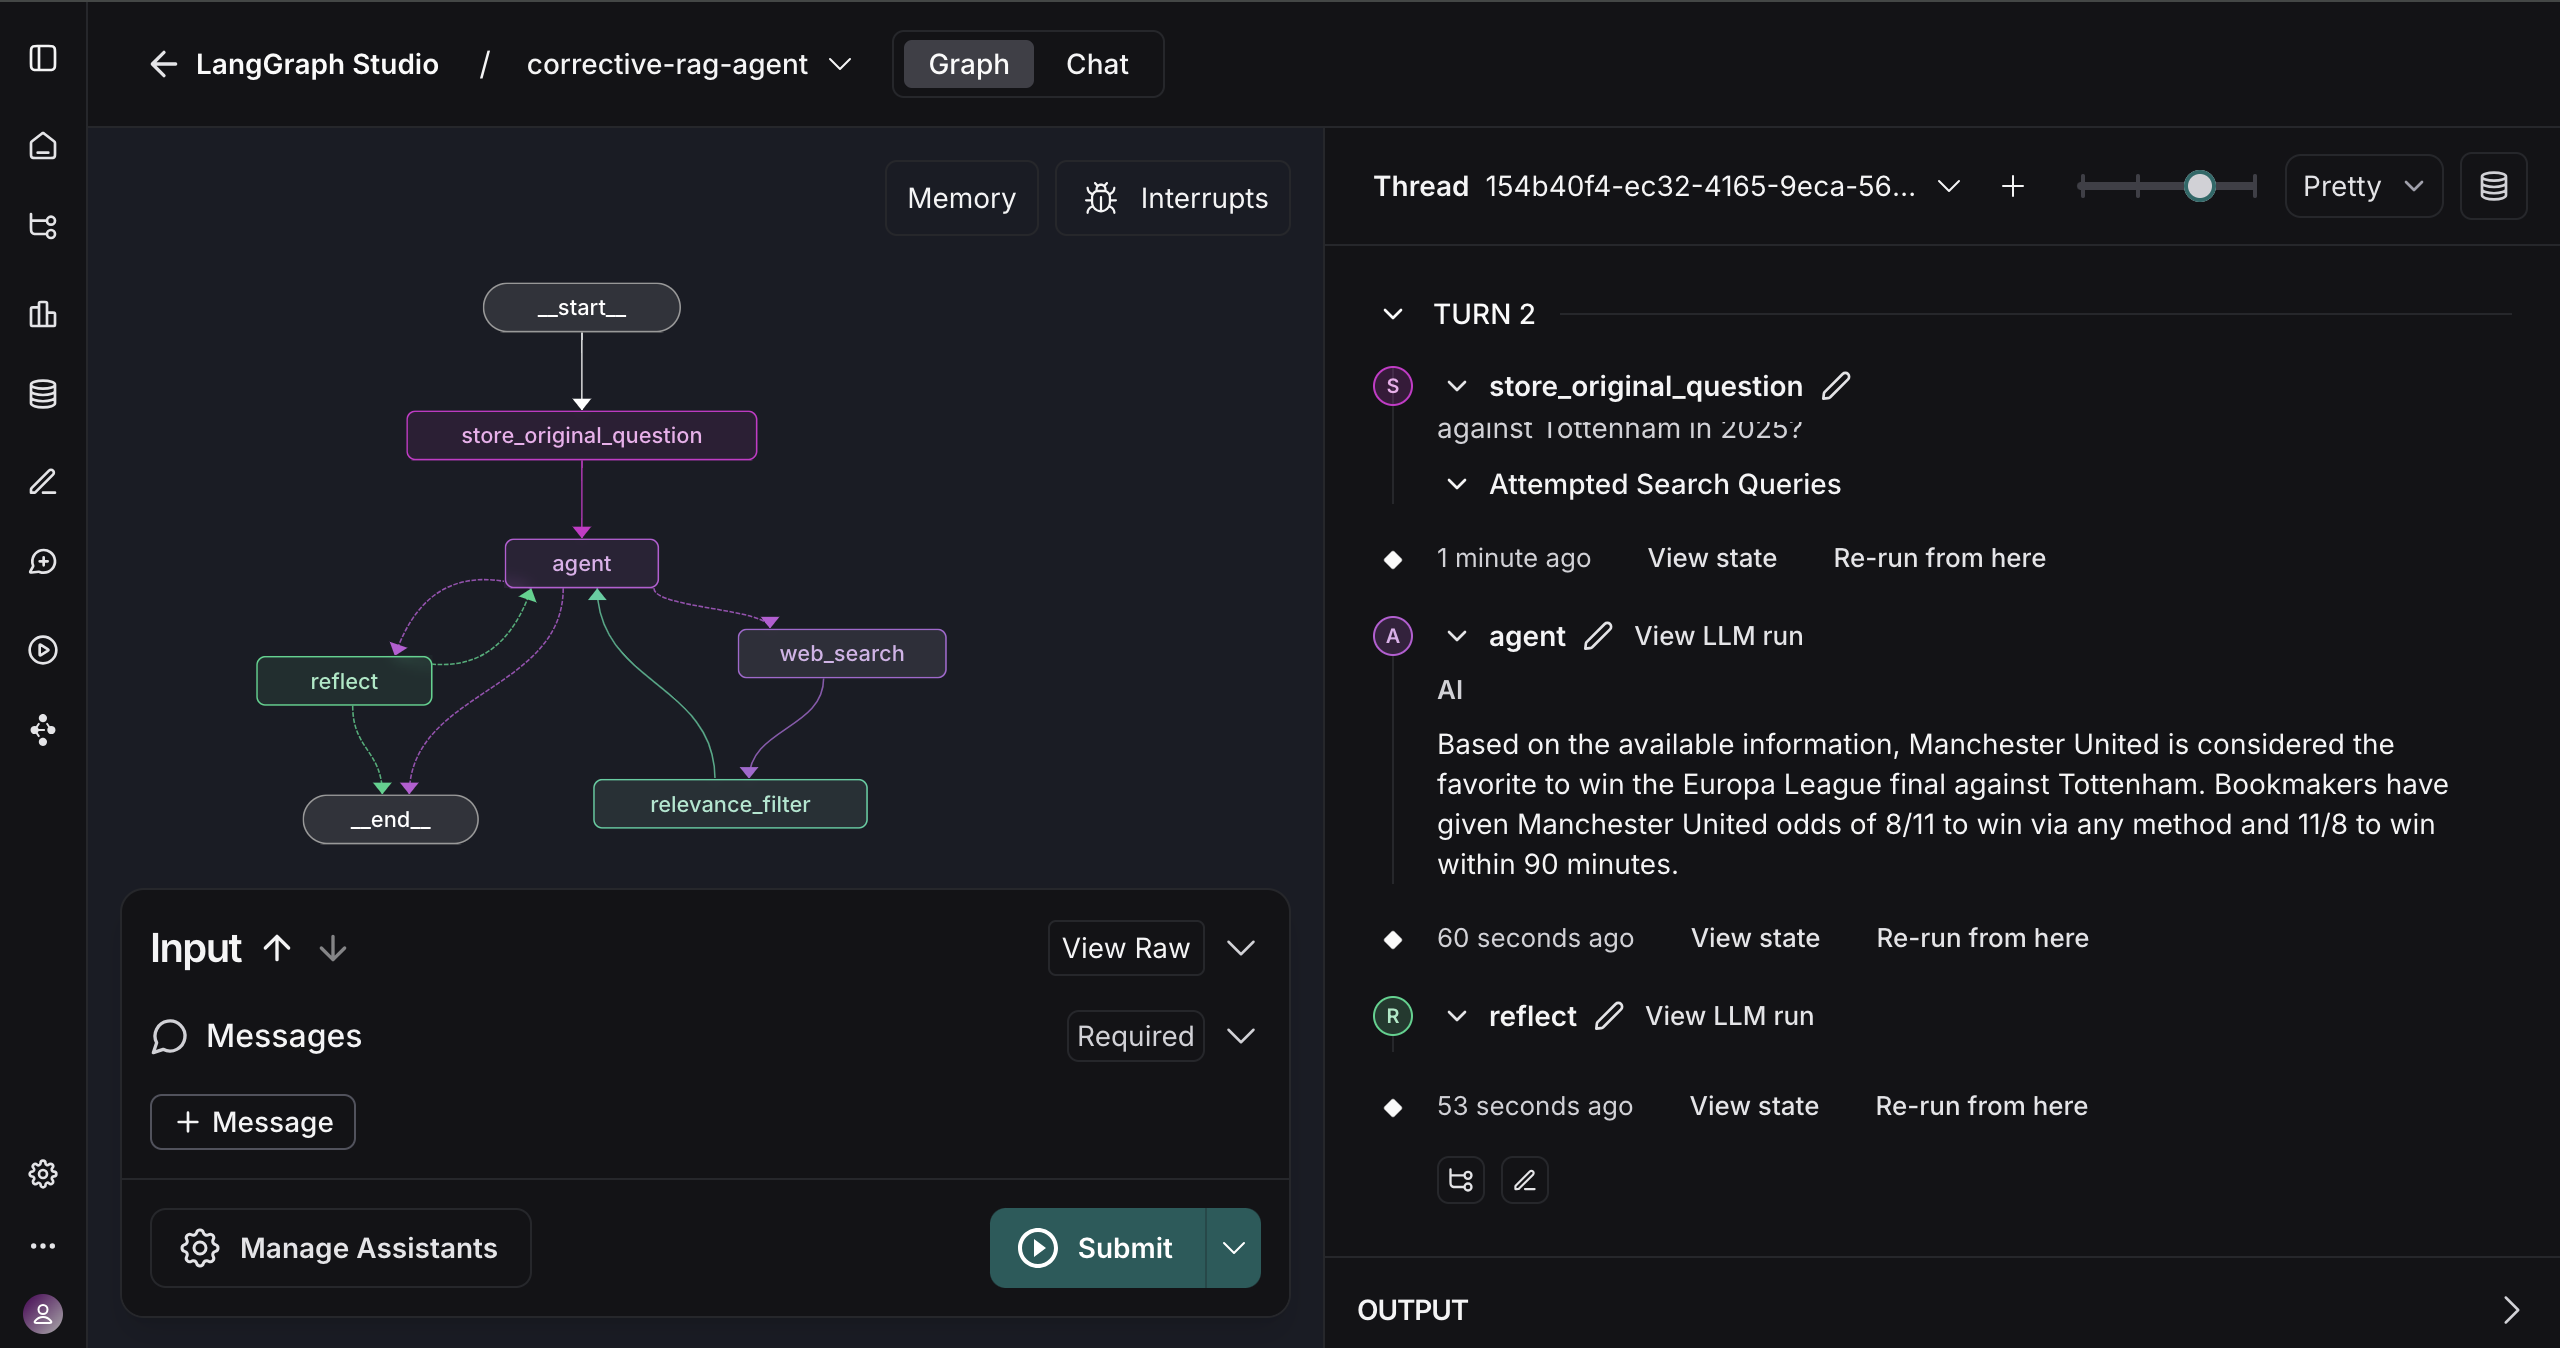 LangGraph Studio / corrective-rag-agent
Graph Chat
Memory Interrupts
__start__
store_original_question
agent
web_search
reflect
relevance_filter
__end__
Input
View Raw
Messages
Required
+ Message
Manage Assistants
Submit
Thread 154b40f4-ec32-4165-9eca-56...
Pretty
TURN 2
S store_original_question
against Tottenham in 2025?
Attempted Search Queries
1 minute ago View state Re-run from here
A agent View LLM run
AI
Based on the available information, Manchester United is considered the
favorite to win the Europa League final against Tottenham. Bookmakers have
given Manchester United odds of 8/11 to win via any method and 11/8 to win
within 90 minutes.
60 seconds ago View state Re-run from here
R reflect View LLM run
53 seconds ago View state Re-run from here
OUTPUT